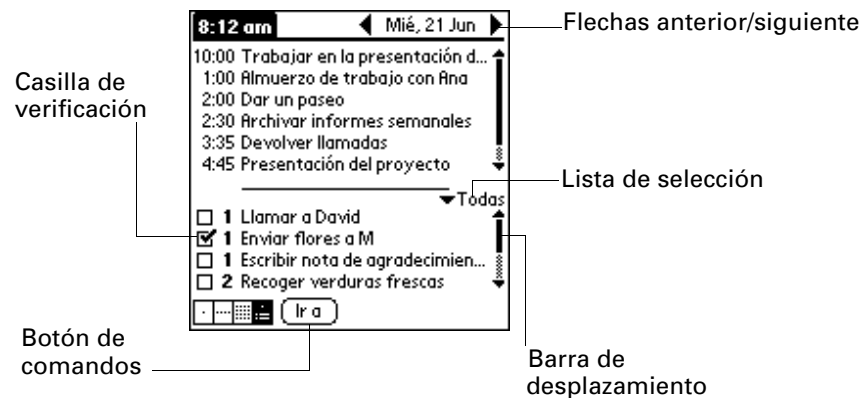 8:12 am
Mié, 21 Jun
Flechas anterior/siguiente
10:00 Trabajar en la presentación d...
1:00 Almuerzo de trabajo con Ana
2:00 Dar un paseo
2:30 Archivar informes semanales
3:35 Devolver llamadas
4:45 Presentación del proyecto
Casilla de
verificación
Lista de selección
Todas
1 Llamar a David
1 Enviar flores a M
1 Escribir nota de agradecimien...
2 Recoger verduras frescas
Ir a
Botón de
comandos
Barra de
desplazamiento